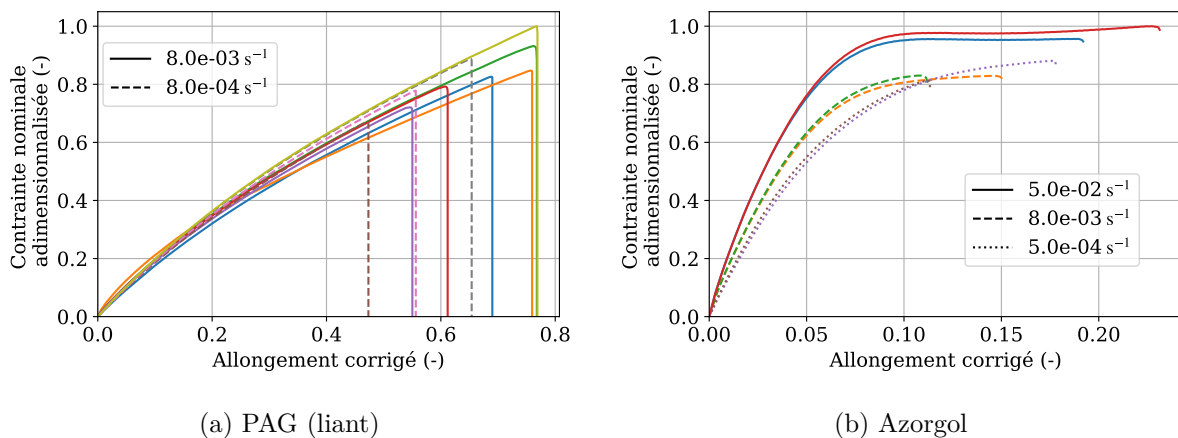 Contrainte nominale
adimensionnalisée (-)
1.0
0.8
0.6
0.4
0.2
0.0
8.0e-03 s⁻¹
8.0e-04 s⁻¹
0.0 0.2 0.4 0.6 0.8
Allongement corrigé (-)
(a) PAG (liant)
Contrainte nominale
adimensionnalisée (-)
1.0
0.8
0.6
0.4
0.2
0.0
5.0e-02 s⁻¹
8.0e-03 s⁻¹
5.0e-04 s⁻¹
0.00 0.05 0.10 0.15 0.20
Allongement corrigé (-)
(b) Azorgol